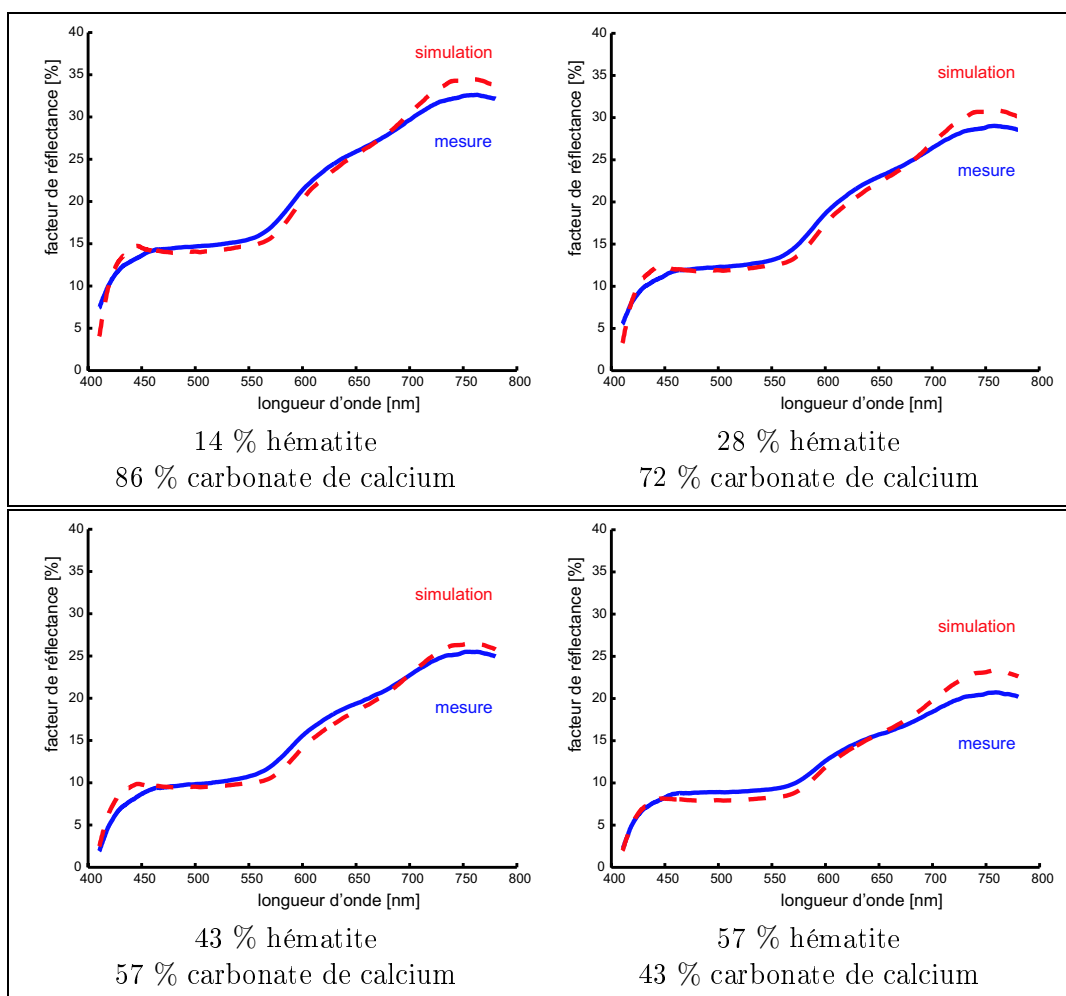 40
35
30
25
20
15
10
5
0
facteur de réflectance [%]
simulation
mesure
400 450 500 550 600 650 700 750 800
longueur d'onde [nm]
14 % hématite
86 % carbonate de calcium
40
35
30
25
20
15
10
5
0
facteur de réflectance [%]
simulation
mesure
400 450 500 550 600 650 700 750 800
longueur d'onde [nm]
28 % hématite
72 % carbonate de calcium
40
35
30
25
20
15
10
5
0
facteur de réflectance [%]
simulation
mesure
400 450 500 550 600 650 700 750 800
longueur d'onde [nm]
43 % hématite
57 % carbonate de calcium
40
35
30
25
20
15
10
5
0
facteur de réflectance [%]
simulation
mesure
400 450 500 550 600 650 700 750 800
longueur d'onde [nm]
57 % hématite
43 % carbonate de calcium